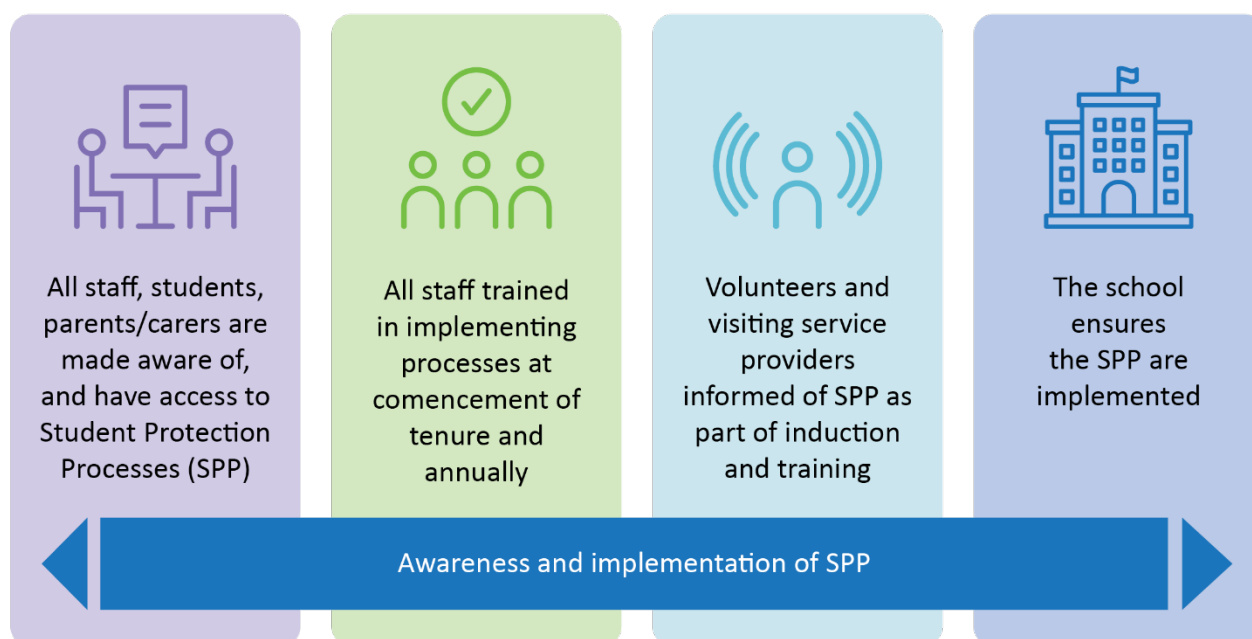 All staff, students,
parents/carers are
made aware of,
and have access to
Student Protection
Processes (SPP)
All staff trained
in implementing
processes at
comencement of
tenure and
annually
Volunteers and
visiting service
providers
informed of SPP as
part of induction
and training
The school
ensures
the SPP are
implemented
Awareness and implementation of SPP